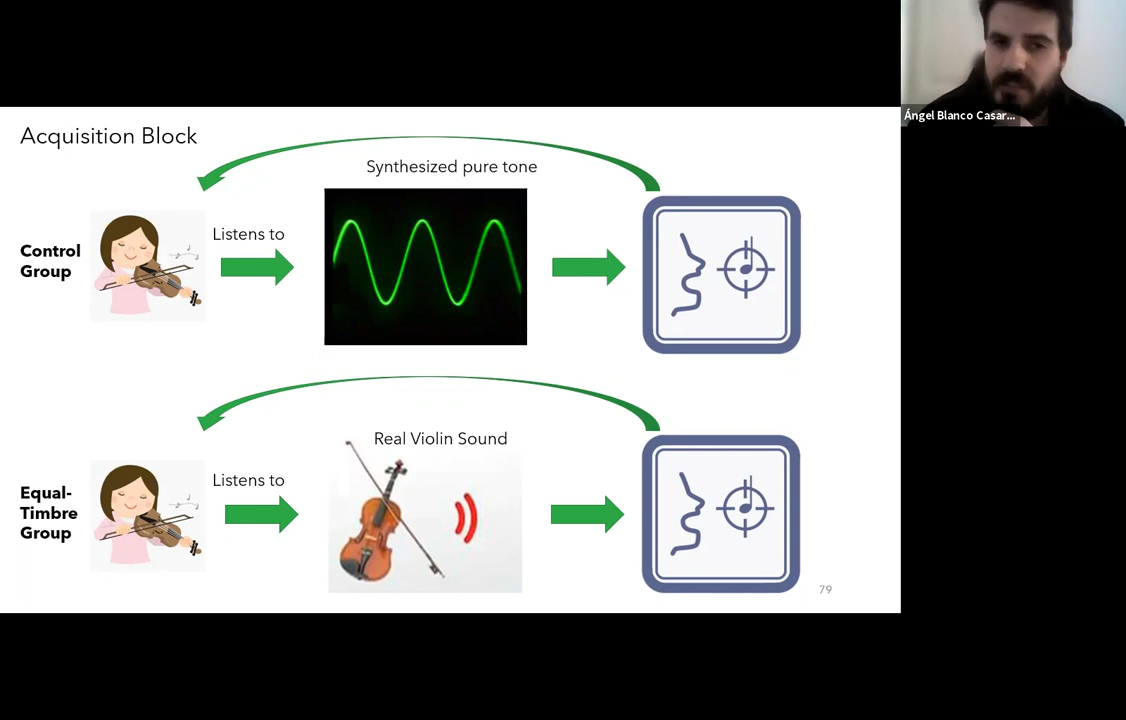 Ángel Blanco Casar...
Acquisition Block
Synthesized pure tone
Listens to
Control
Group
Real Violin Sound
Listens to
Equal-
Timbre
Group
79